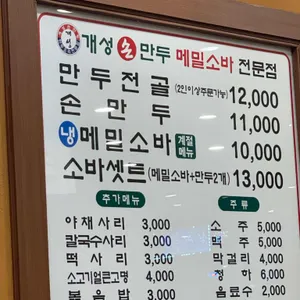 개성 손 만두 메밀소바 전문점
만두전골 (2인이상주문가능) 12,000
손만두 11,000
냉메밀소바 계절메뉴 10,000
소바셋트 (메밀소바+만두2개) 13,000
추가메뉴
야채사리 3,000
칼국수사리 3,000
떡사리 3,000
소고기얼큰고명 4,000
볶음밥 3,000
주류
소주 5,000
맥주 5,000
막걸리 4,000
청하 6,000
음료수 2,000